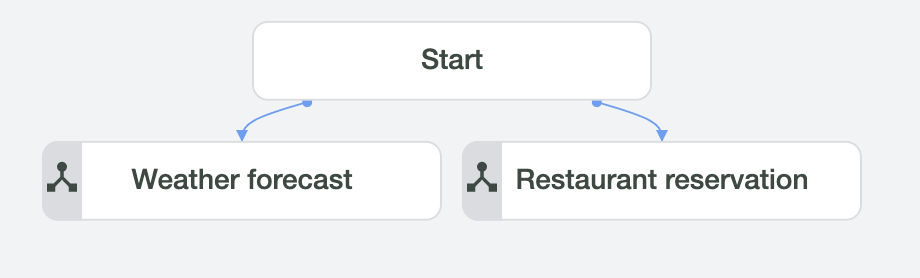 Start
Weather forecast
Restaurant reservation